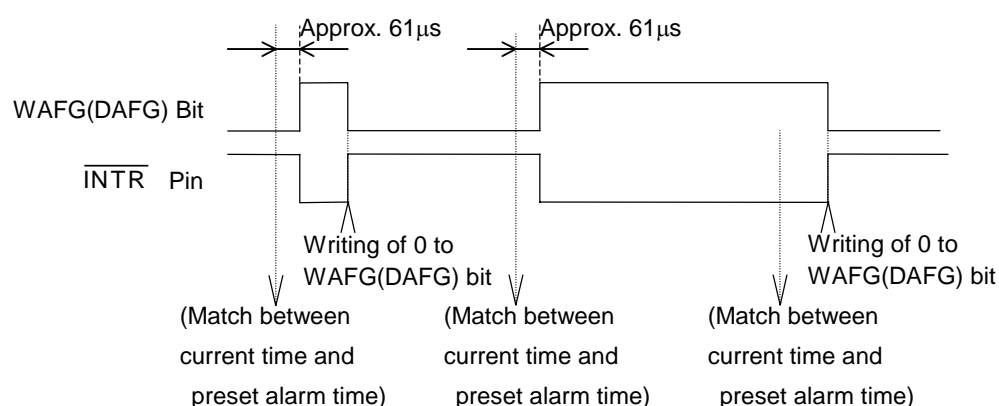 Approx. 61μs
Approx. 61μs
WAFG(DAFG) Bit
INTR Pin
Writing of 0 to
WAFG(DAFG) bit
Writing of 0 to
WAFG(DAFG) bit
(Match between
current time and
preset alarm time)
(Match between
current time and
preset alarm time)
(Match between
current time and
preset alarm time)